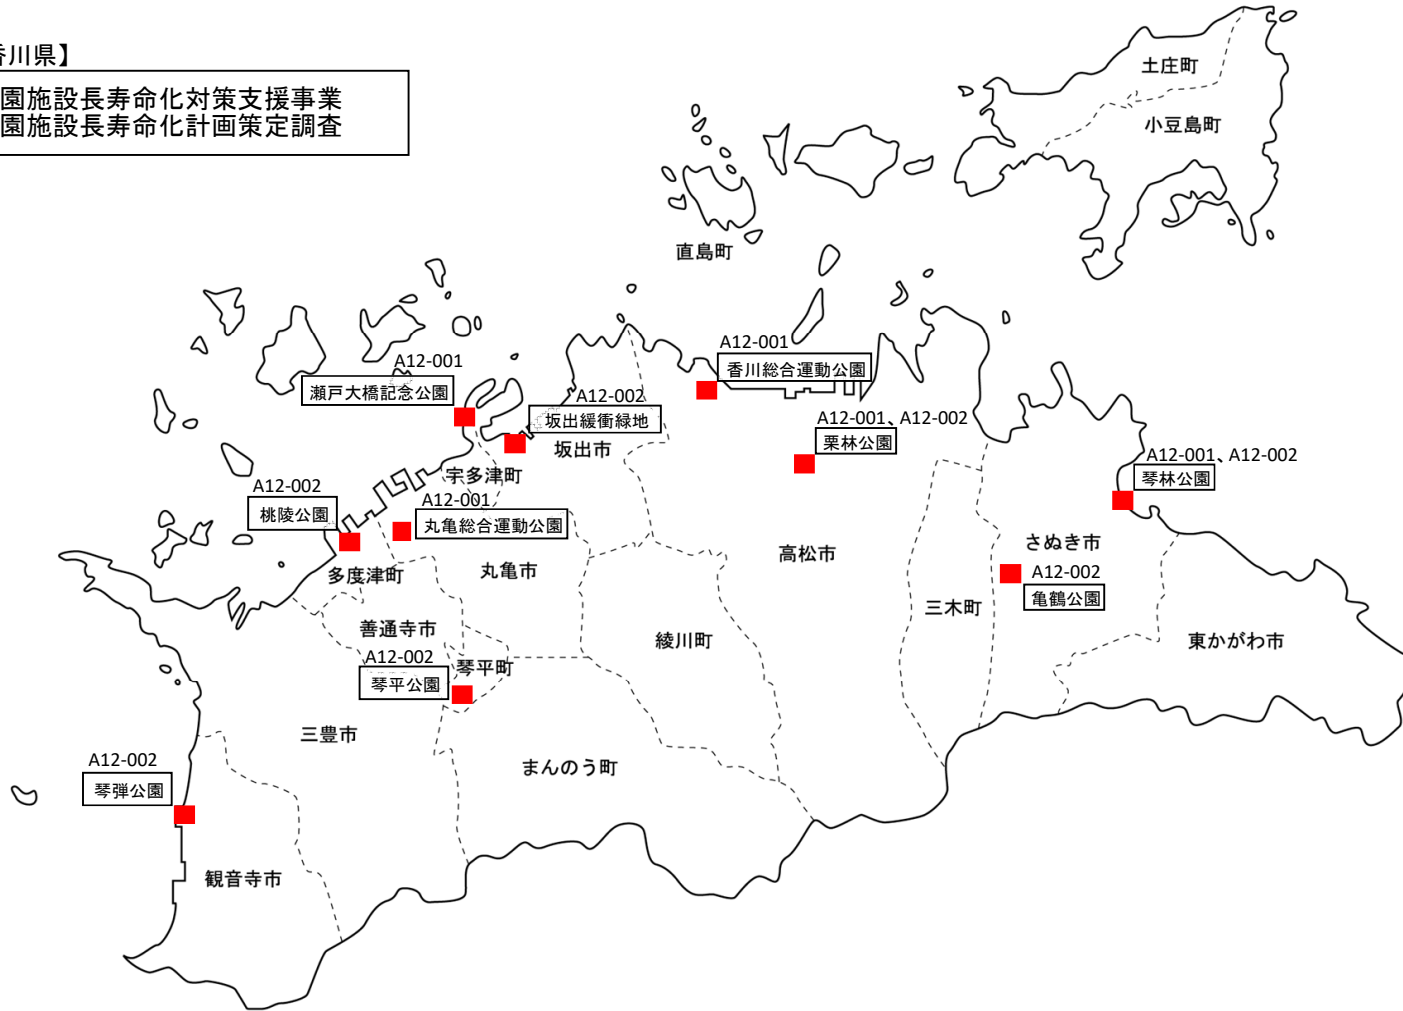 香川県】
園施設長寿命化対策支援事業
園施設長寿命化計画策定調査
土庄町
小豆島町
直島町
A12-001
香川総合運動公園
A12-001
瀬戸大橋記念公園
A12-002
坂出緩衝緑地
坂出市
A12-001、A12-002
栗林公園
A12-001、A12-002
琴林公園
宇多津町
A12-002
桃陵公園
A12-001
丸亀総合運動公園
高松市
さぬき市
A12-002
亀鶴公園
多度津町
丸亀市
三木町
善通寺市
綾川町
東かがわ市
A12-002
琴平公園
琴平町
三豊市
まんのう町
A12-002
琴弾公園
観音寺市